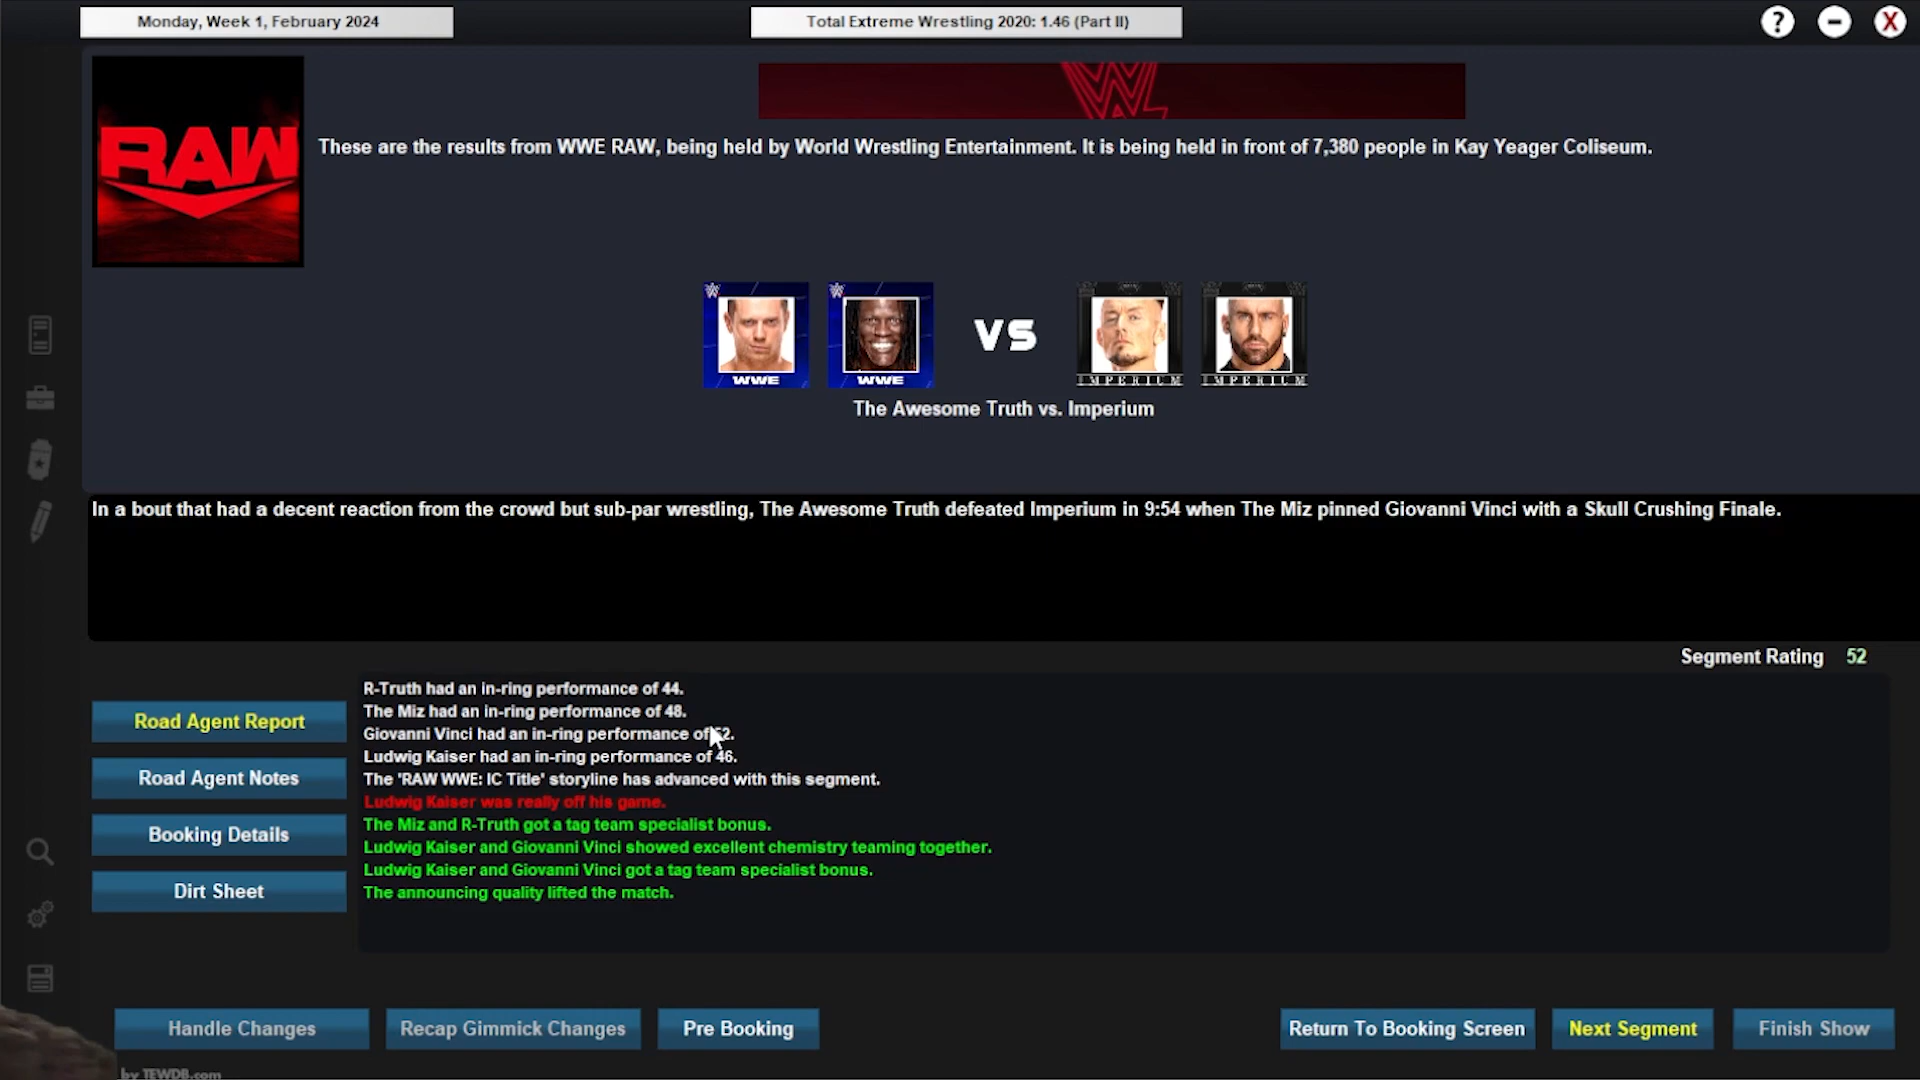 Monday, Week 1, February 2024
Total Extreme Wrestling 2020: 1.46 (Part II)
?
X
RAW
These are the results from WWE RAW, being held by World Wrestling Entertainment. It is being held in front of 7,380 people in Kay Yeager Coliseum.
WWE
WWE
VS
IMPERIUM
IMPERIUM
The Awesome Truth vs. Imperium
In a bout that had a decent reaction from the crowd but sub-par wrestling, The Awesome Truth defeated Imperium in 9:54 when The Miz pinned Giovanni Vinci with a Skull Crushing Finale.
Segment Rating 52
Road Agent Report
Road Agent Notes
Booking Details
Dirt Sheet
R-Truth had an in-ring performance of 44.
The Miz had an in-ring performance of 48.
Giovanni Vinci had an in-ring performance of
Ludwig Kaiser had an in-ring performance of 46.
The 'RAW WWE: IC Title' storyline has advanced with this segment.
Ludwig Kaiser was really off his game.
The Miz and R-Truth got a tag team specialist bonus.
Ludwig Kaiser and Giovanni Vinci showed excellent chemistry teaming together.
Ludwig Kaiser and Giovanni Vinci got a tag team specialist bonus.
The announcing quality lifted the match.
Handle Changes
Recap Gimmick Changes
Pre Booking
Return To Booking Screen
Next Segment
Finish Show
by TEWDB.com